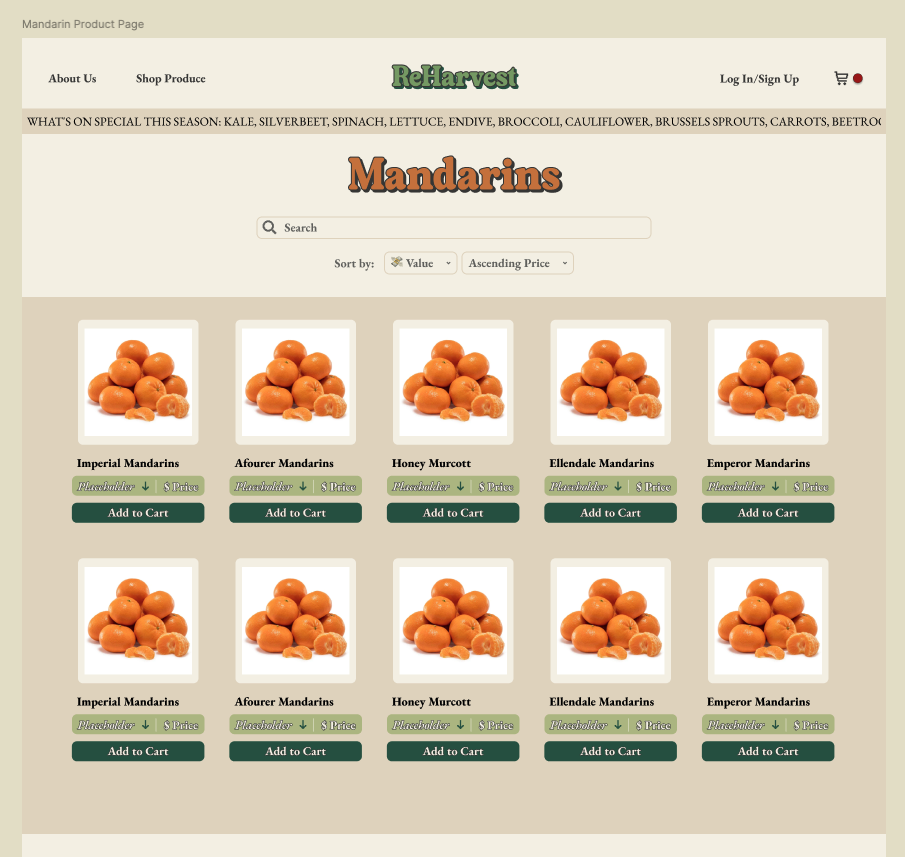 Mandarin Product Page
About Us Shop Produce ReHarvest Log In/Sign Up
WHAT'S ON SPECIAL THIS SEASON: KALE, SILVERBEET, SPINACH, LETTUCE, ENDIVE, BROCCOLI, CAULIFLOWER, BRUSSELS SPROUTS, CARROTS, BEETROO
Mandarins
Search
Sort by: Value Ascending Price
Imperial Mandarins Afourer Mandarins Honey Murcott Ellendale Mandarins Emperor Mandarins
Placeholder ↓ | $ Price Placeholder ↓ | $ Price Placeholder ↓ | $ Price Placeholder ↓ | $ Price Placeholder ↓ | $ Price
Add to Cart Add to Cart Add to Cart Add to Cart Add to Cart
Imperial Mandarins Afourer Mandarins Honey Murcott Ellendale Mandarins Emperor Mandarins
Placeholder ↓ | $ Price Placeholder ↓ | $ Price Placeholder ↓ | $ Price Placeholder ↓ | $ Price Placeholder ↓ | $ Price
Add to Cart Add to Cart Add to Cart Add to Cart Add to Cart